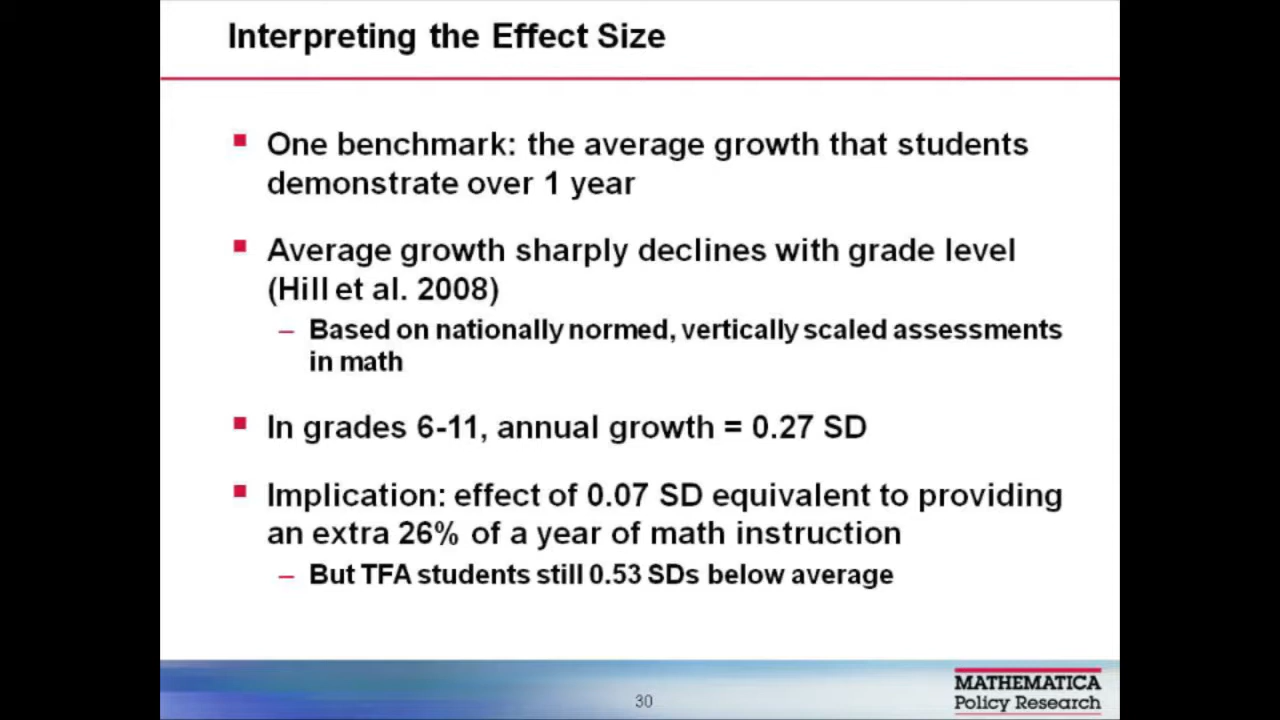 Interpreting the Effect Size
One benchmark: the average growth that students
demonstrate over 1 year
Average growth sharply declines with grade level
(Hill et al. 2008)
– Based on nationally normed, vertically scaled assessments
in math
In grades 6-11, annual growth = 0.27 SD
Implication: effect of 0.07 SD equivalent to providing
an extra 26% of a year of math instruction
– But TFA students still 0.53 SDs below average
30
MATHEMATICA
Policy Research